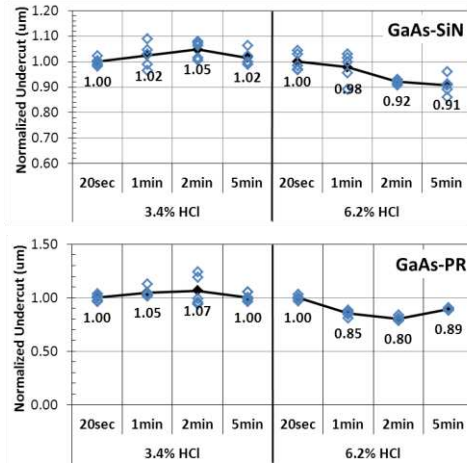 Normalized Undercut (um)
GaAs-SiN
1.20
1.10
1.00
0.90
0.80
0.70
0.60
1.00 1.02 1.05 1.02 1.00 0.98 0.92 0.91
20sec 1min 2min 5min 20sec 1min 2min 5min
3.4% HCl 6.2% HCl
Normalized Undercut (um)
GaAs-PR
1.50
1.00
0.50
0.00
1.00 1.05 1.07 1.00 1.00 0.85 0.80 0.89
20sec 1min 2min 5min 20sec 1min 2min 5min
3.4% HCl 6.2% HCl